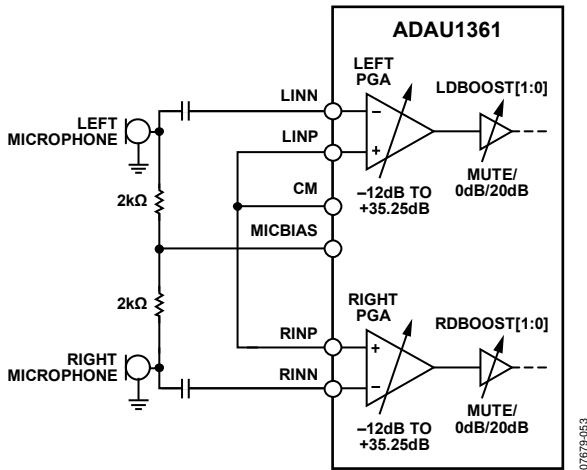 ADAU1361
LEFT
PGA
LDBOOST[1:0]
LINN
LEFT
MICROPHONE
LINP
–12dB TO
+35.25dB
MUTE/
0dB/20dB
CM
2kΩ
MICBIAS
2kΩ
RIGHT
PGA
RDBOOST[1:0]
RINP
RIGHT
MICROPHONE
RINN
–12dB TO
+35.25dB
MUTE/
0dB/20dB
07679-053